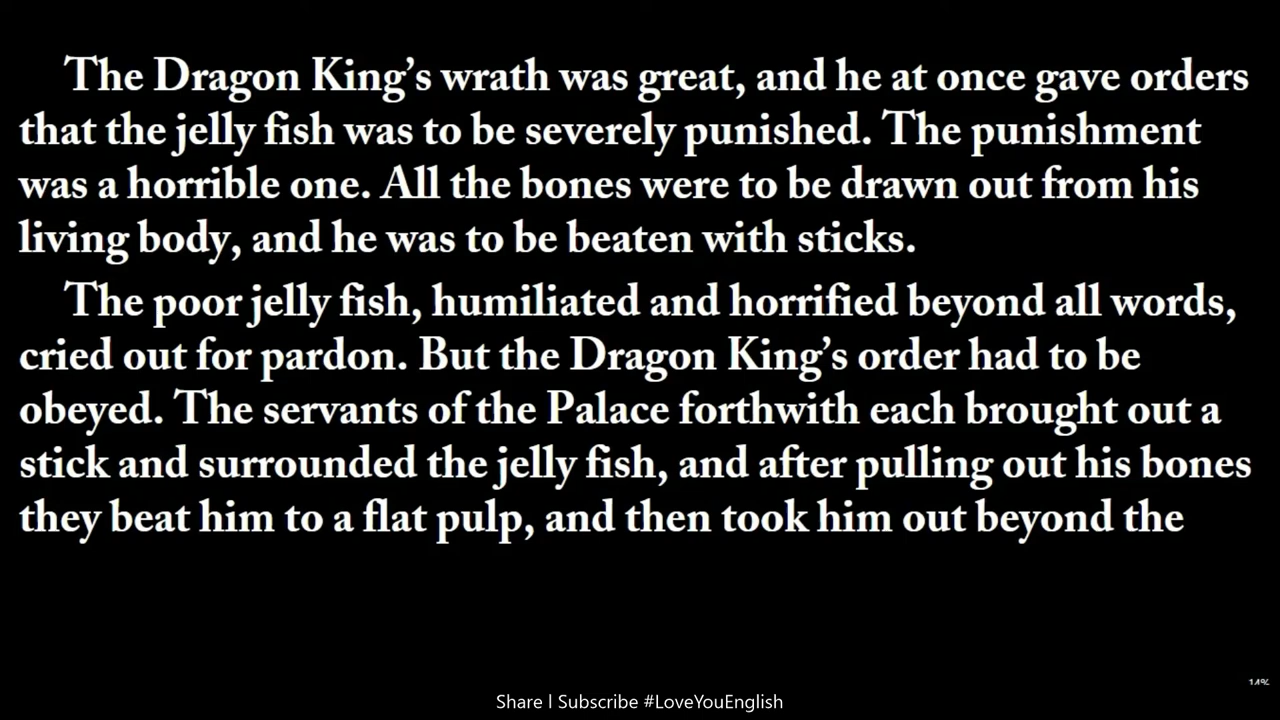 The Dragon King’s wrath was great, and he at once gave orders
that the jelly fish was to be severely punished. The punishment
was a horrible one. All the bones were to be drawn out from his
living body, and he was to be beaten with sticks.
The poor jelly fish, humiliated and horrified beyond all words,
cried out for pardon. But the Dragon King’s order had to be
obeyed. The servants of the Palace forthwith each brought out a
stick and surrounded the jelly fish, and after pulling out his bones
they beat him to a flat pulp, and then took him out beyond the
14%
Share | Subscribe #LoveYouEnglish